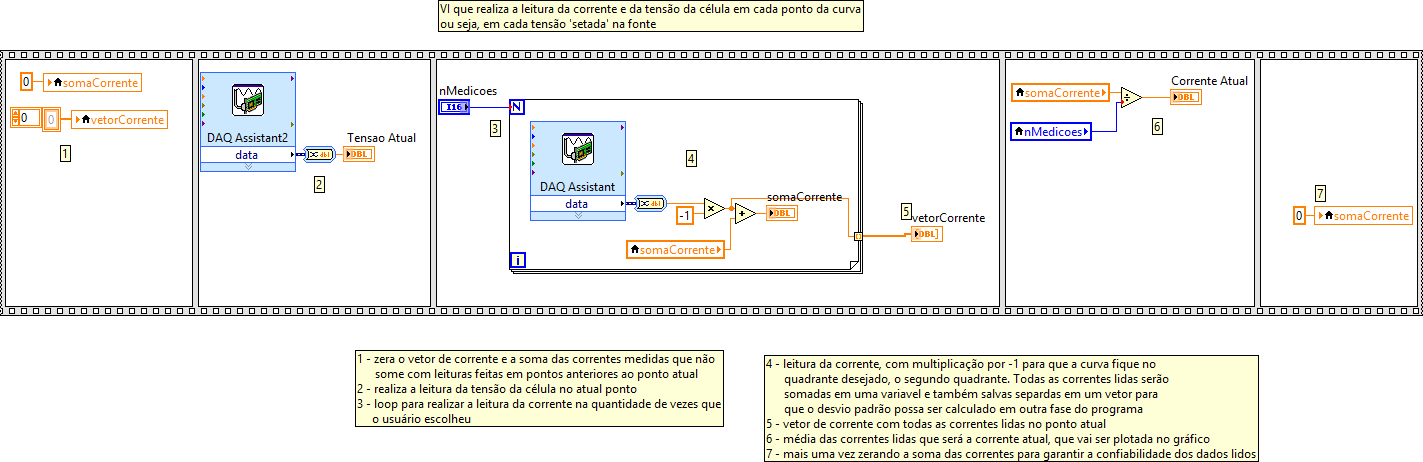 VI que realiza a leitura da corrente e da tensão da célula em cada ponto da curva
ou seja, em cada tensão 'setada' na fonte
0
somaCorrente
0
0
vetorCorrente
1
DAQ Assistant2
data
Tensao Atual
DBL
2
nMedicoes
I16
3
N
DAQ Assistant
data
4
-1
×
+
somaCorrente
DBL
somaCorrente
i
5
vetorCorrente
DBL
somaCorrente
nMedicoes
÷
Corrente Atual
DBL
6
7
0
somaCorrente
1 - zera o vetor de corrente e a soma das correntes medidas que não
some com leituras feitas em pontos anteriores ao ponto atual
2 - realiza a leitura da tensão da célula no atual ponto
3 - loop para realizar a leitura da corrente na quantidade de vezes que
o usuário escolheu
4 - leitura da corrente, com multiplicação por -1 para que a curva fique no
quadrante desejado, o segundo quadrante. Todas as correntes lidas serão
somadas em uma variavel e também salvas separdas em um vetor para
que o desvio padrão possa ser calculado em outra fase do programa
5 - vetor de corrente com todas as correntes lidas no ponto atual
6 - média das correntes lidas que será a corrente atual, que vai ser plotada no gráfico
7 - mais uma vez zerando a soma das correntes para garantir a confiabilidade dos dados lidos